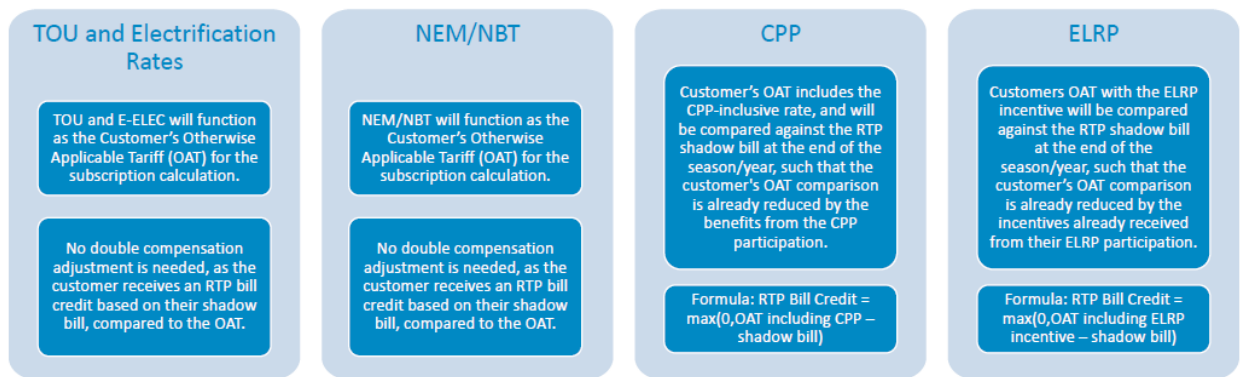 TOU and Electrification
Rates
TOU and E-ELEC will function
as the Customer's Otherwise
Applicable Tariff (OAT) for the
subscription calculation.
No double compensation
adjustment is needed, as the
customer receives an RTP bill
credit based on their shadow
bill, compared to the OAT.
NEM/NBT
NEM/NBT will function as the
Customer's Otherwise
Applicable Tariff (OAT) for the
subscription calculation.
No double compensation
adjustment is needed, as the
customer receives an RTP bill
credit based on their shadow
bill, compared to the OAT.
CPP
Customer's OAT includes the
CPP-inclusive rate, and will
be compared against the RTP
shadow bill at the end of the
season/year, such that the
customer's OAT comparison
is already reduced by the
benefits from the CPP
participation.
Formula: RTP Bill Credit =
max(0,OAT including CPP –
shadow bill)
ELRP
Customers OAT with the ELRP
incentive will be compared
against the RTP shadow bill
at the end of the
season/year, such that the
customer's OAT comparison
is already reduced by the
incentives already received
from their ELRP participation.
Formula: RTP Bill Credit =
max(0,OAT including ELRP
incentive – shadow bill)